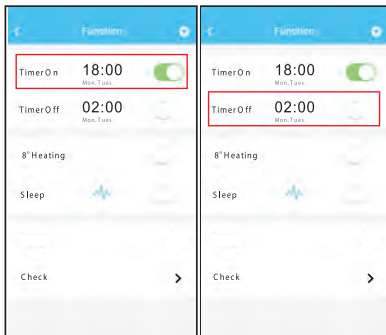 Function
TimerOn 18:00
Mon.Tues.
TimerOff 02:00
Mon.Tues.
8°Heating
Sleep
Check
Function
TimerOn 18:00
Mon.Tues.
TimerOff 02:00
Mon.Tues.
8°Heating
Sleep
Check